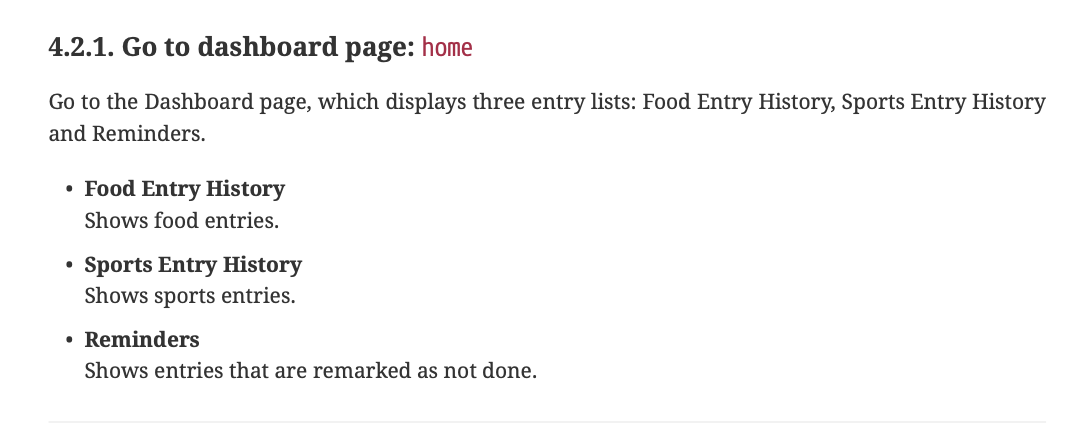 4.2.1. Go to dashboard page: home
Go to the Dashboard page, which displays three entry lists: Food Entry History, Sports Entry History
and Reminders.
• Food Entry History
Shows food entries.
• Sports Entry History
Shows sports entries.
• Reminders
Shows entries that are remarked as not done.